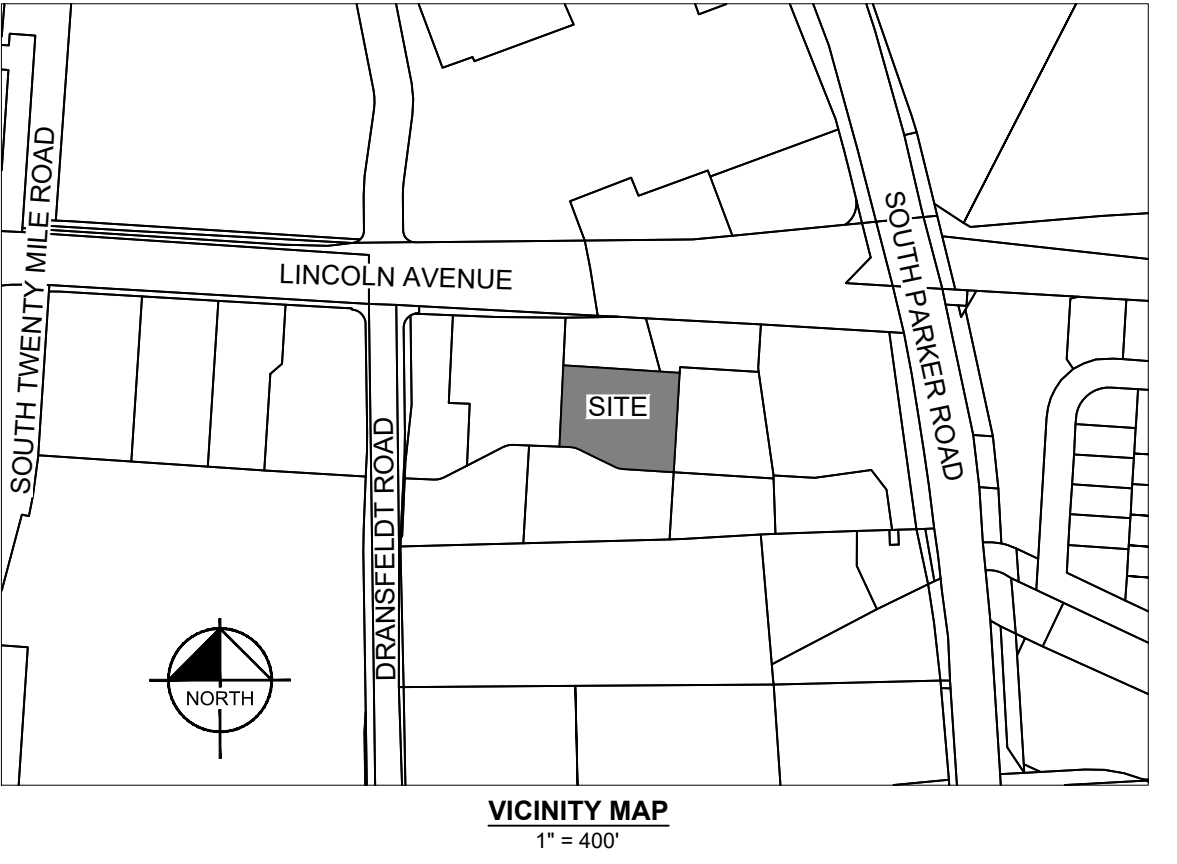 SOUTH TWENTY MILE ROAD
LINCOLN AVENUE
SOUTH PARKER ROAD
SITE
DRANSFELDT ROAD
NORTH
VICINITY MAP
1" = 400'